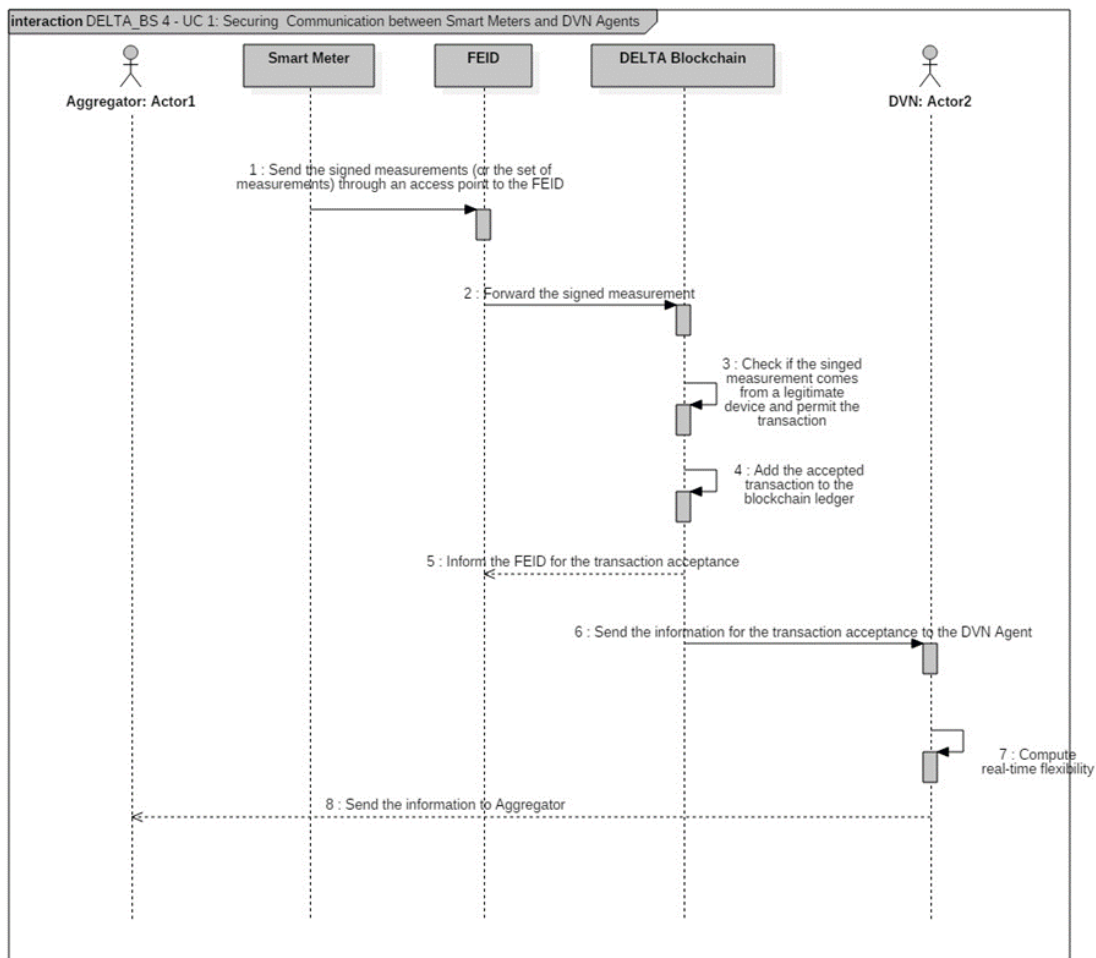 interaction DELTA_BS 4 - UC 1: Securing Communication between Smart Meters and DVN Agents
Smart Meter
FEID
DELTA Blockchain
Aggregator: Actor1
DVN: Actor2
1 : Send the signed measurements (or the set of
measurements) through an access point to the FEID
2 : Forward the signed measurement
3 : Check if the singed
measurement comes
from a legitimate
device and permit the
transaction
4 : Add the accepted
transaction to the
blockchain ledger
5 : Inform the FEID for the transaction acceptance
6 : Send the information for the transaction acceptance to the DVN Agent
7 : Compute
real-time flexibility
8 : Send the information to Aggregator